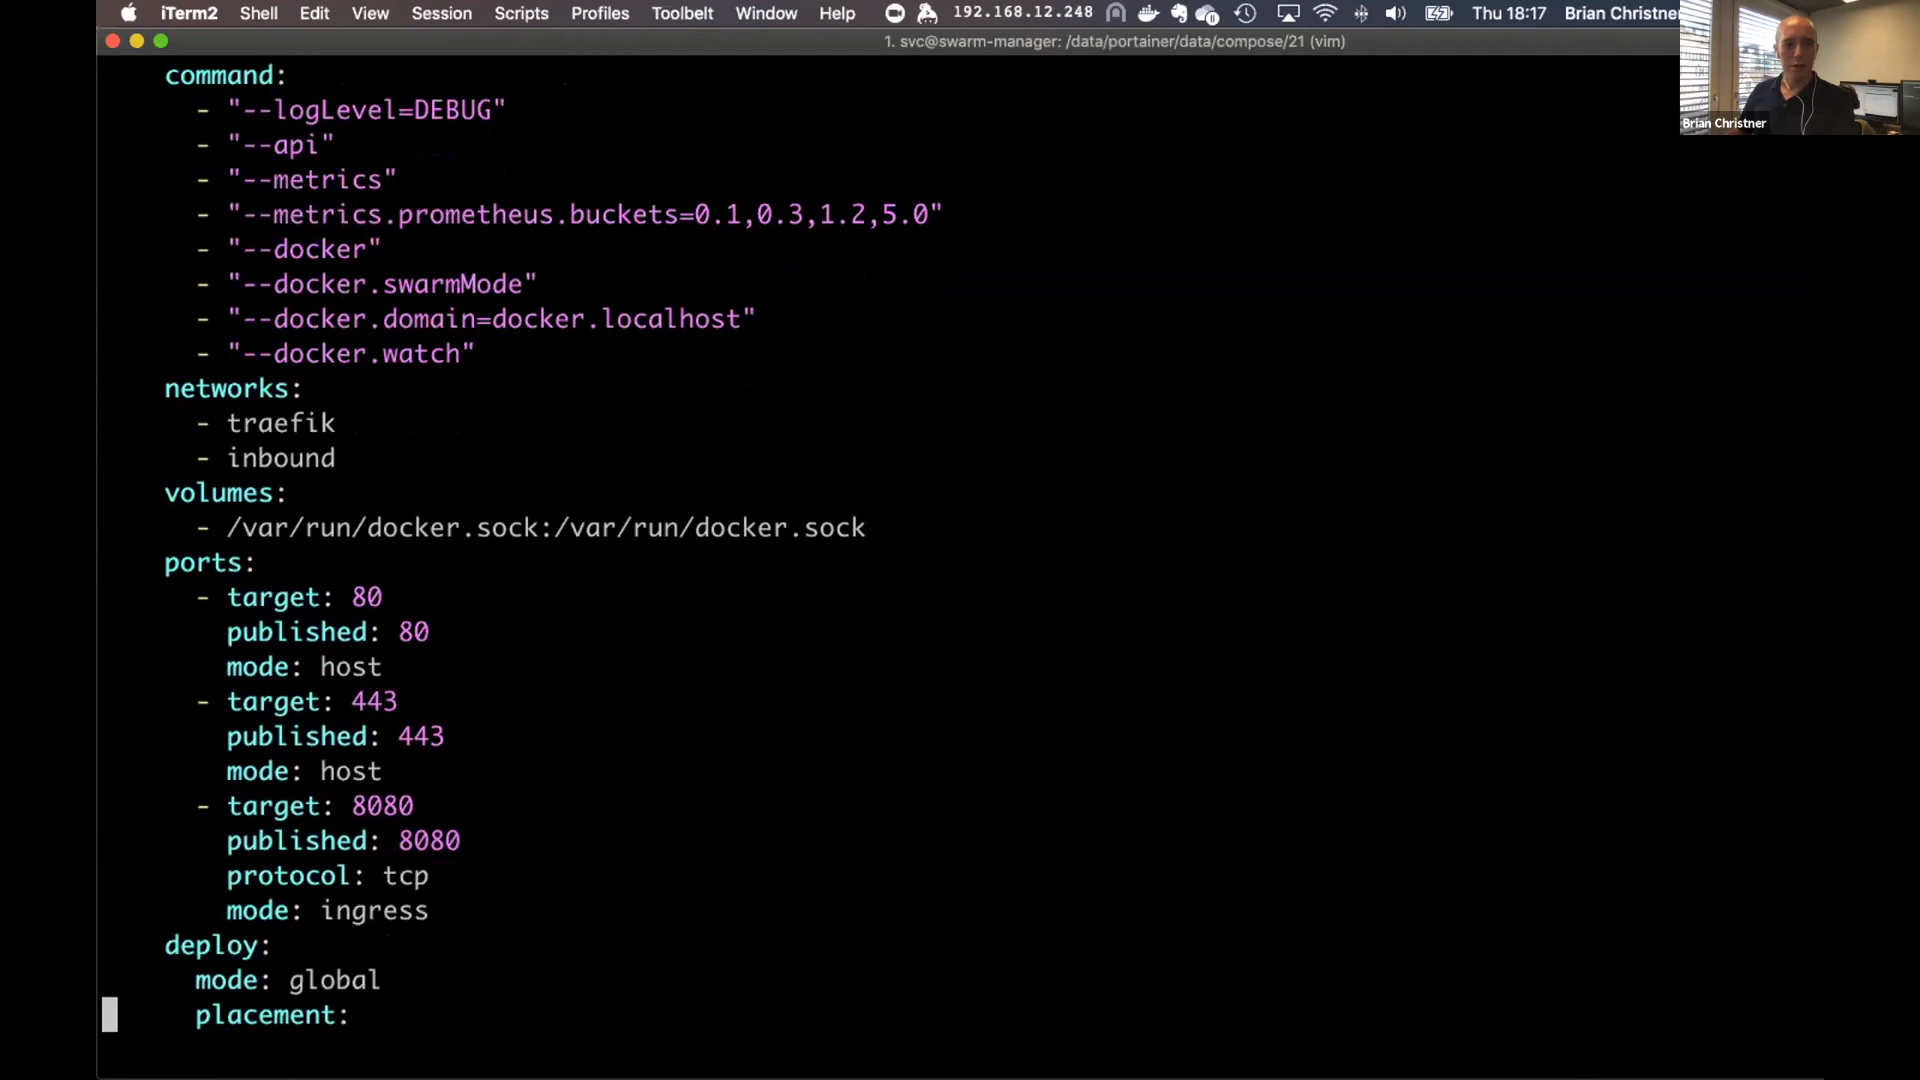 iTerm2 Shell Edit View Session Scripts Profiles Toolbelt Window Help 192.168.12.248 Thu 18:17 Brian Christner
1. svc@swarm-manager: /data/portainer/data/compose/21 (vim)
Brian Christner
command:
- "--logLevel=DEBUG"
- "--api"
- "--metrics"
- "--metrics.prometheus.buckets=0.1,0.3,1.2,5.0"
- "--docker"
- "--docker.swarmMode"
- "--docker.domain=docker.localhost"
- "--docker.watch"
networks:
- traefik
- inbound
volumes:
- /var/run/docker.sock:/var/run/docker.sock
ports:
- target: 80
published: 80
mode: host
- target: 443
published: 443
mode: host
- target: 8080
published: 8080
protocol: tcp
mode: ingress
deploy:
mode: global
placement: